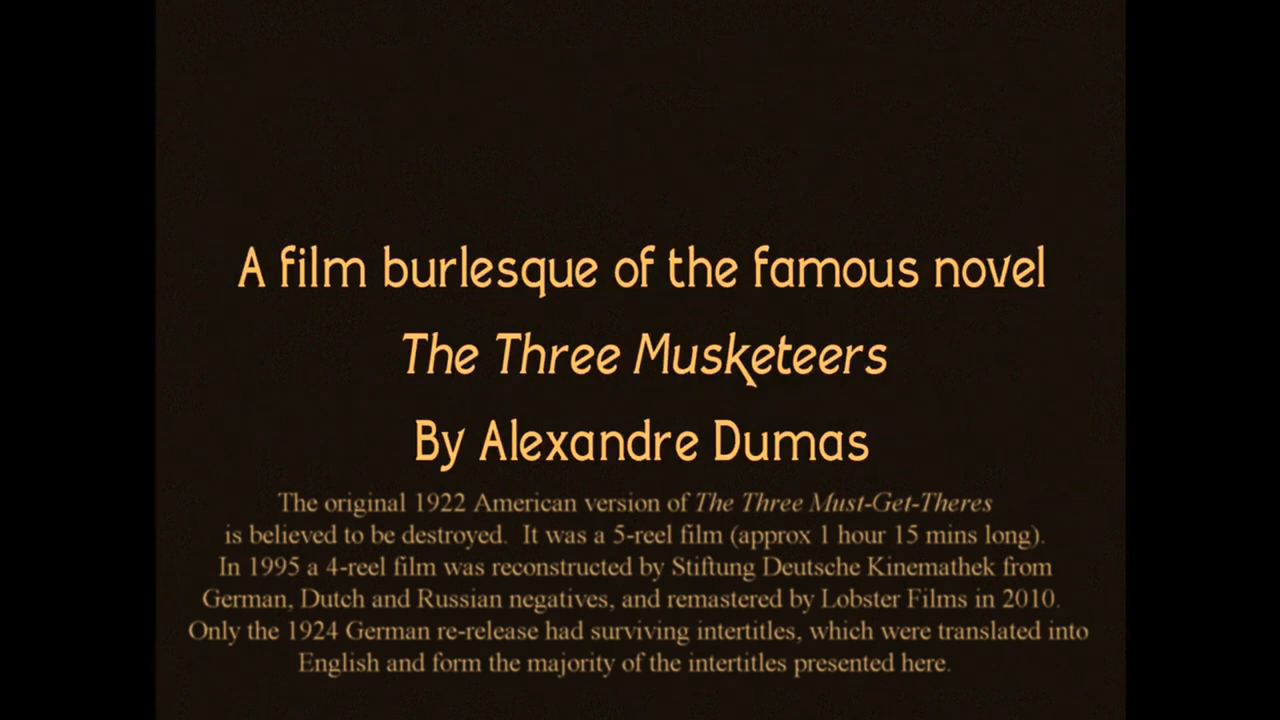 A film burlesque of the famous novel
The Three Musketeers
By Alexandre Dumas
The original 1922 American version of The Three Must-Get-Theres
is believed to be destroyed. It was a 5-reel film (approx 1 hour 15 mins long).
In 1995 a 4-reel film was reconstructed by Stiftung Deutsche Kinemathek from
German, Dutch and Russian negatives, and remastered by Lobster Films in 2010.
Only the 1924 German re-release had surviving intertitles, which were translated into
English and form the majority of the intertitles presented here.